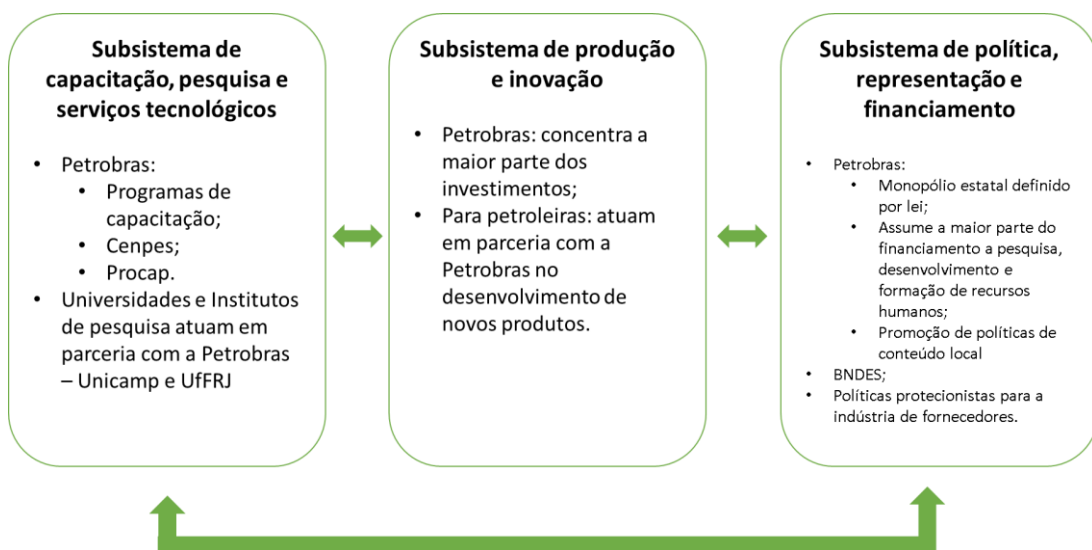 Subsistema de
capacitação, pesquisa e
serviços tecnológicos
• Petrobras:
• Programas de
capacitação;
• Cenpes;
• Procap.
• Universidades e Institutos
de pesquisa atuam em
parceria com a Petrobras
– Unicamp e UfFRJ
Subsistema de produção
e inovação
• Petrobras: concentra a
maior parte dos
investimentos;
• Para petroleiras: atuam
em parceria com a
Petrobras no
desenvolvimento de
novos produtos.
Subsistema de política,
representação e
financiamento
• Petrobras:
• Monopólio estatal definido
por lei;
• Assume a maior parte do
financiamento a pesquisa,
desenvolvimento e
formação de recursos
humanos;
• Promoção de políticas de
conteúdo local
• BNDES;
• Políticas protecionistas para a
indústria de fornecedores.